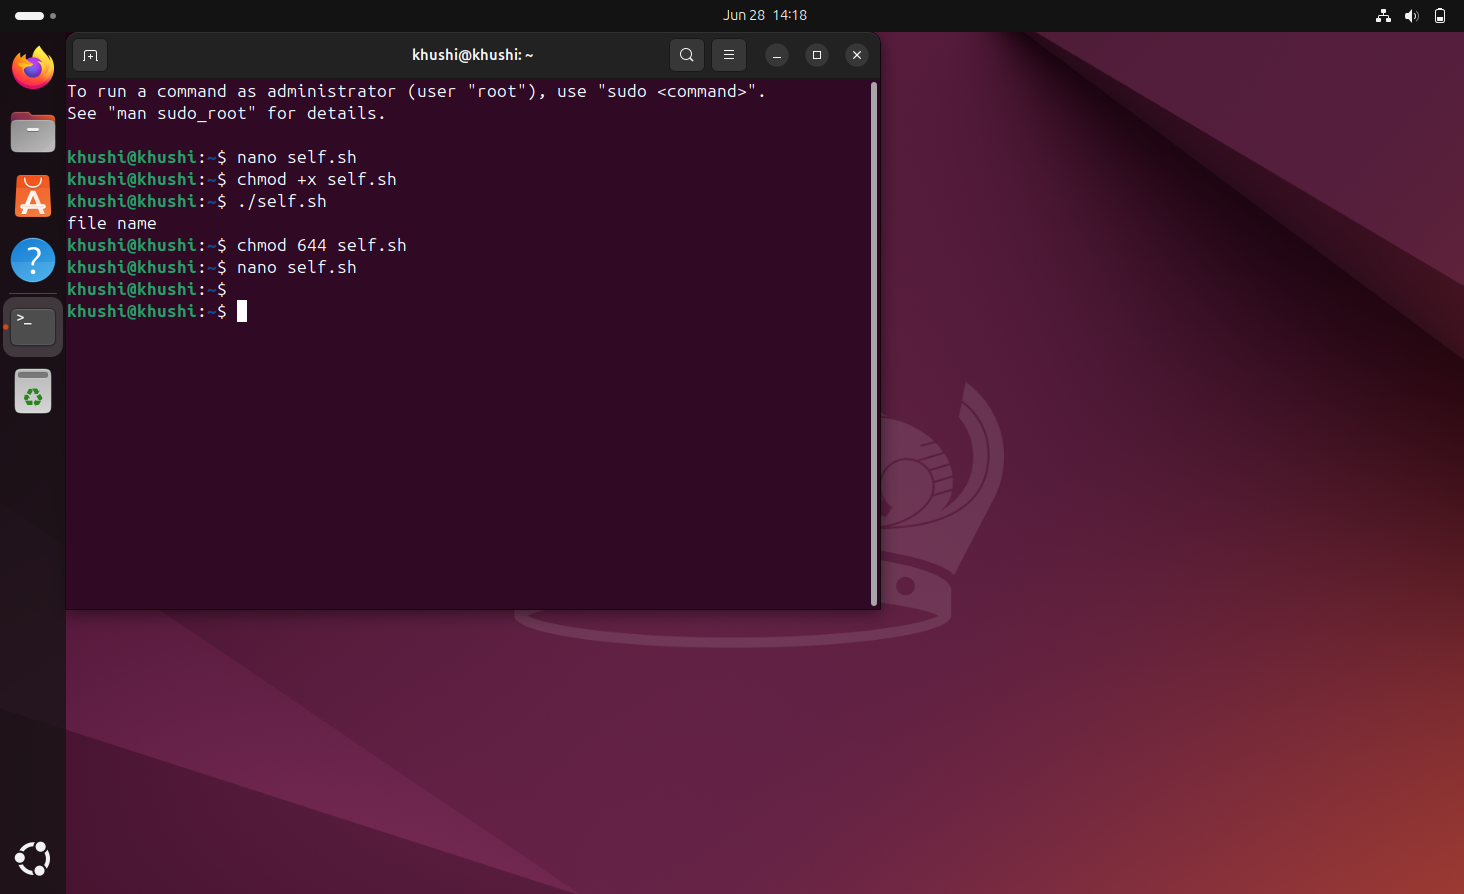 Jun 28 14:18
khushi@khushi: ~
To run a command as administrator (user "root"), use "sudo <command>".
See "man sudo_root" for details.
khushi@khushi:~$ nano self.sh
khushi@khushi:~$ chmod +x self.sh
khushi@khushi:~$ ./self.sh
file name
khushi@khushi:~$ chmod 644 self.sh
khushi@khushi:~$ nano self.sh
khushi@khushi:~$
khushi@khushi:~$